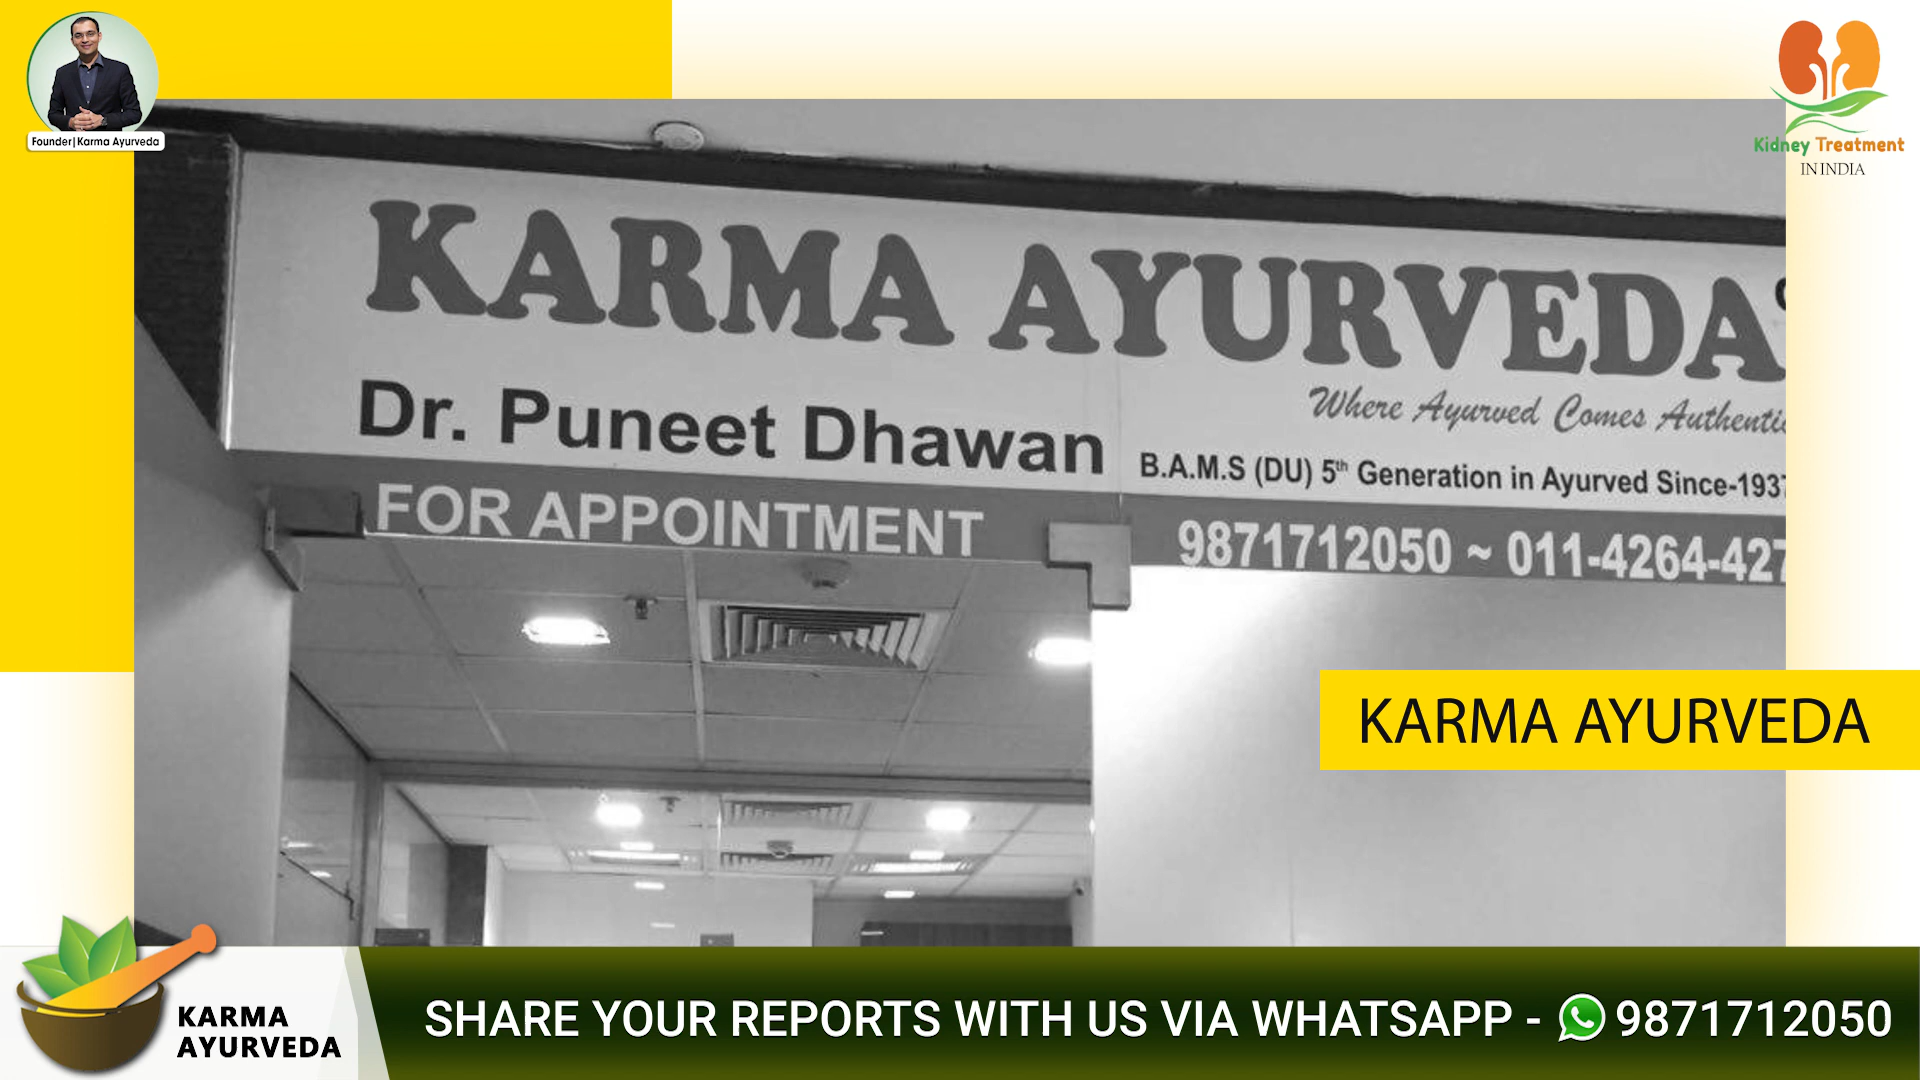 Founder|Karma Ayurveda
Kidney Treatment
IN INDIA
KARMA AYURVEDA
Where Ayurved Comes
Dr. Puneet Dhawan
B.A.M.S (DU) 5th Generation in Ayurved
FOR APPOINTMENT
9871712050 ~
KARMA AYURVEDA
KARMA
AYURVEDA
SHARE YOUR REPORTS WITH US VIA WHATSAPP - 9871712050